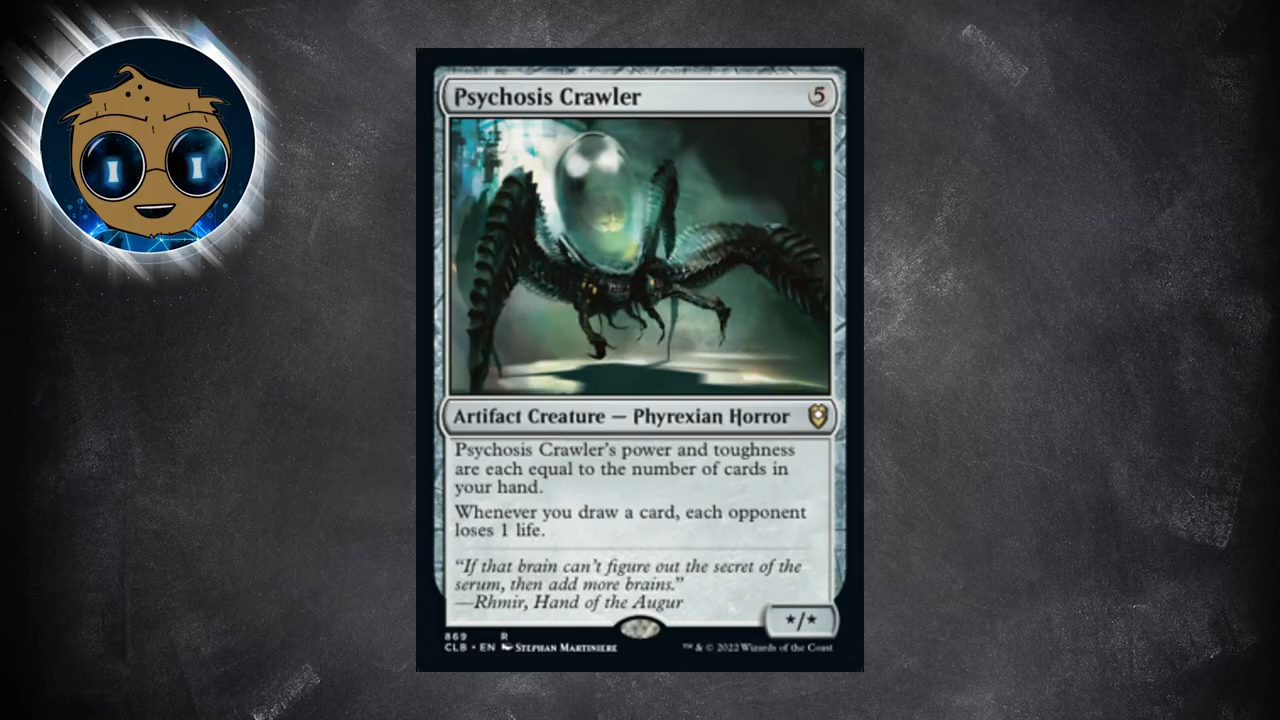 Psychosis Crawler 5
Artifact Creature — Phyrexian Horror
Psychosis Crawler's power and toughness
are each equal to the number of cards in
your hand.
Whenever you draw a card, each opponent
loses 1 life.
“If that brain can't figure out the secret of the
serum, then add more brains.”
—Rhmir, Hand of the Augur
★/★
869 R
CLB • EN STEPHAN MARTINIERE ™ & © 2022 Wizards of the Coast